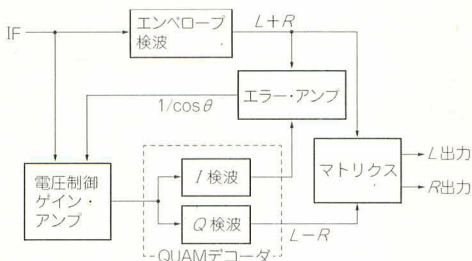 IF
エンベロープ
検波
L+R
エラー・アンプ
1/cosθ
電圧制御
ゲイン・
アンプ
I 検波
Q 検波
マトリクス
L 出力
R 出力
L−R
QUAMデコーダ